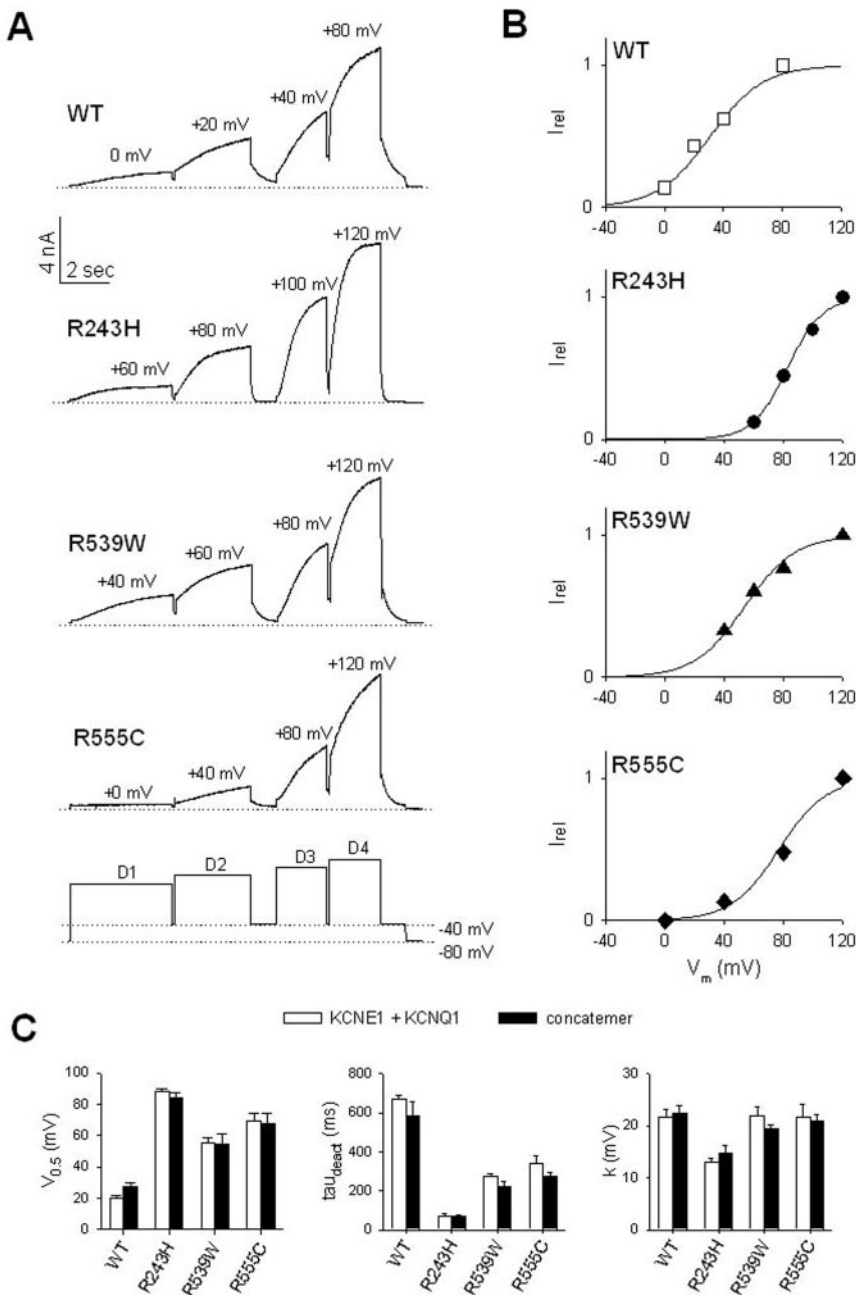 A
WT
0 mV
+20 mV
+40 mV
+80 mV
4 nA
2 sec
R243H
+60 mV
+80 mV
+100 mV
+120 mV
R539W
+40 mV
+60 mV
+80 mV
+120 mV
R555C
+0 mV
+40 mV
+80 mV
+120 mV
D1
D2
D3
D4
-40 mV
-80 mV
B
WT
1
Irel
0
-40 0 40 80 120
R243H
1
Irel
0
-40 0 40 80 120
R539W
1
Irel
0
-40 0 40 80 120
R555C
1
Irel
0
-40 0 40 80 120
Vm (mV)
C
KCNE1 + KCNQ1
concatemer
V0.5 (mV)
100
80
60
40
20
0
WT R243H R539W R555C
taudeact (ms)
800
600
400
200
0
WT R243H R539W R555C
k (mV)
30
20
10
0
WT R243H R539W R555C